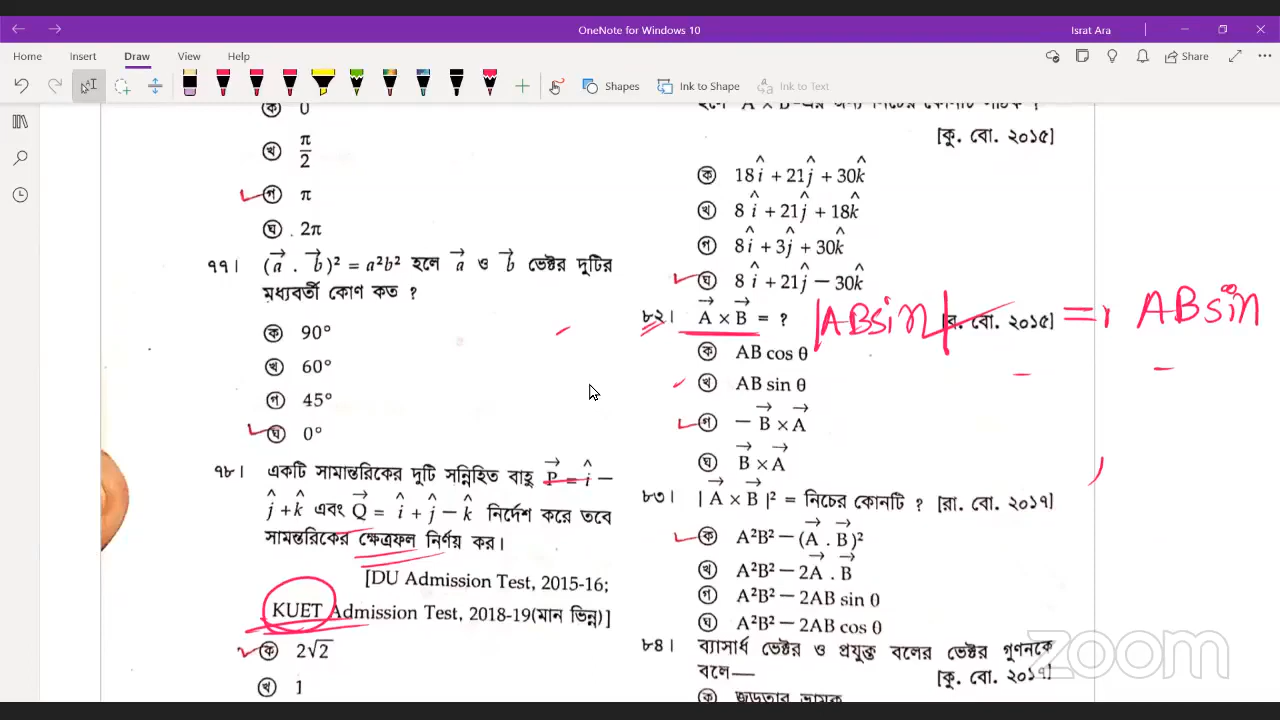 OneNote for Windows 10
Israt Ara
Home Insert Draw View Help
Share
Shapes
Ink to Shape
Ink to Text
ক 0
খ π/2
গ π
ঘ . 2π
৭৭। (a⃗ . b⃗)² = a²b² হলে a⃗ ও b⃗ ভেক্টর দুটির
মধ্যবর্তী কোণ কত ?
ক 90°
খ 60°
গ 45°
ঘ 0°
৭৮। একটি সামান্তরিকের দুটি সন্নিহিত বাহু P⃗ = î −
ĵ + k̂ এবং Q⃗ = î + ĵ − k̂ নির্দেশ করে তবে
সামান্তরিকের ক্ষেত্রফল নির্ণয় কর।
[DU Admission Test, 2015-16;
KUET Admission Test, 2018-19(মান ভিন্ন)]
ক 2√2
খ 1
[কু. বো. ২০১৫]
ক 18î + 21ĵ + 30k̂
খ 8î + 21ĵ + 18k̂
গ 8î + 3ĵ + 30k̂
ঘ 8î + 21ĵ − 30k̂
৮২। A⃗ × B⃗ = ? |ABsin| [ব. বো. ২০১৫] = ABsin
ক AB cos θ
খ AB sin θ
গ − B⃗ × A⃗
ঘ B⃗ × A⃗
৮৩। | A⃗ × B⃗ |² = নিচের কোনটি ? [রা. বো. ২০১৭]
ক A²B² − (A⃗ . B⃗)²
খ A²B² − 2A⃗ . B⃗
গ A²B² − 2AB sin θ
ঘ A²B² − 2AB cos θ
৮৪। ব্যাসার্ধ ভেক্টর ও প্রযুক্ত বলের ভেক্টর গুণনকে
বলে— [কু. বো. ২০১৭]
ক
zoom